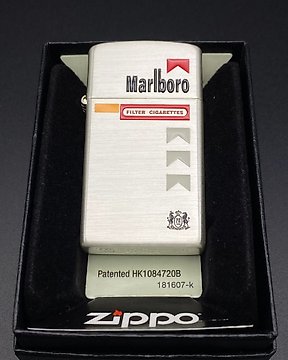 Marlboro
FILTER CIGARETTES
Patented HK1084720B
181607-k
zippo